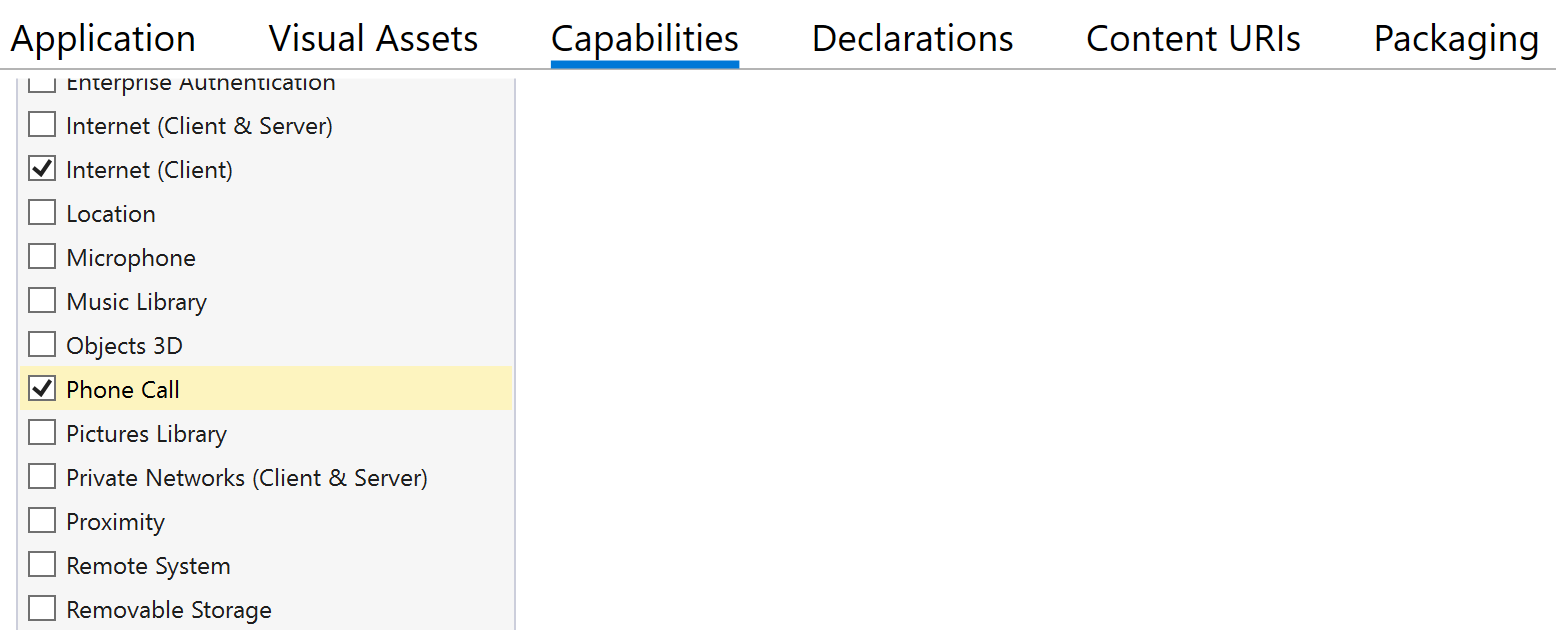 Application Visual Assets Capabilities Declarations Content URIs Packaging
Enterprise Authentication
Internet (Client & Server)
Internet (Client)
Location
Microphone
Music Library
Objects 3D
Phone Call
Pictures Library
Private Networks (Client & Server)
Proximity
Remote System
Removable Storage